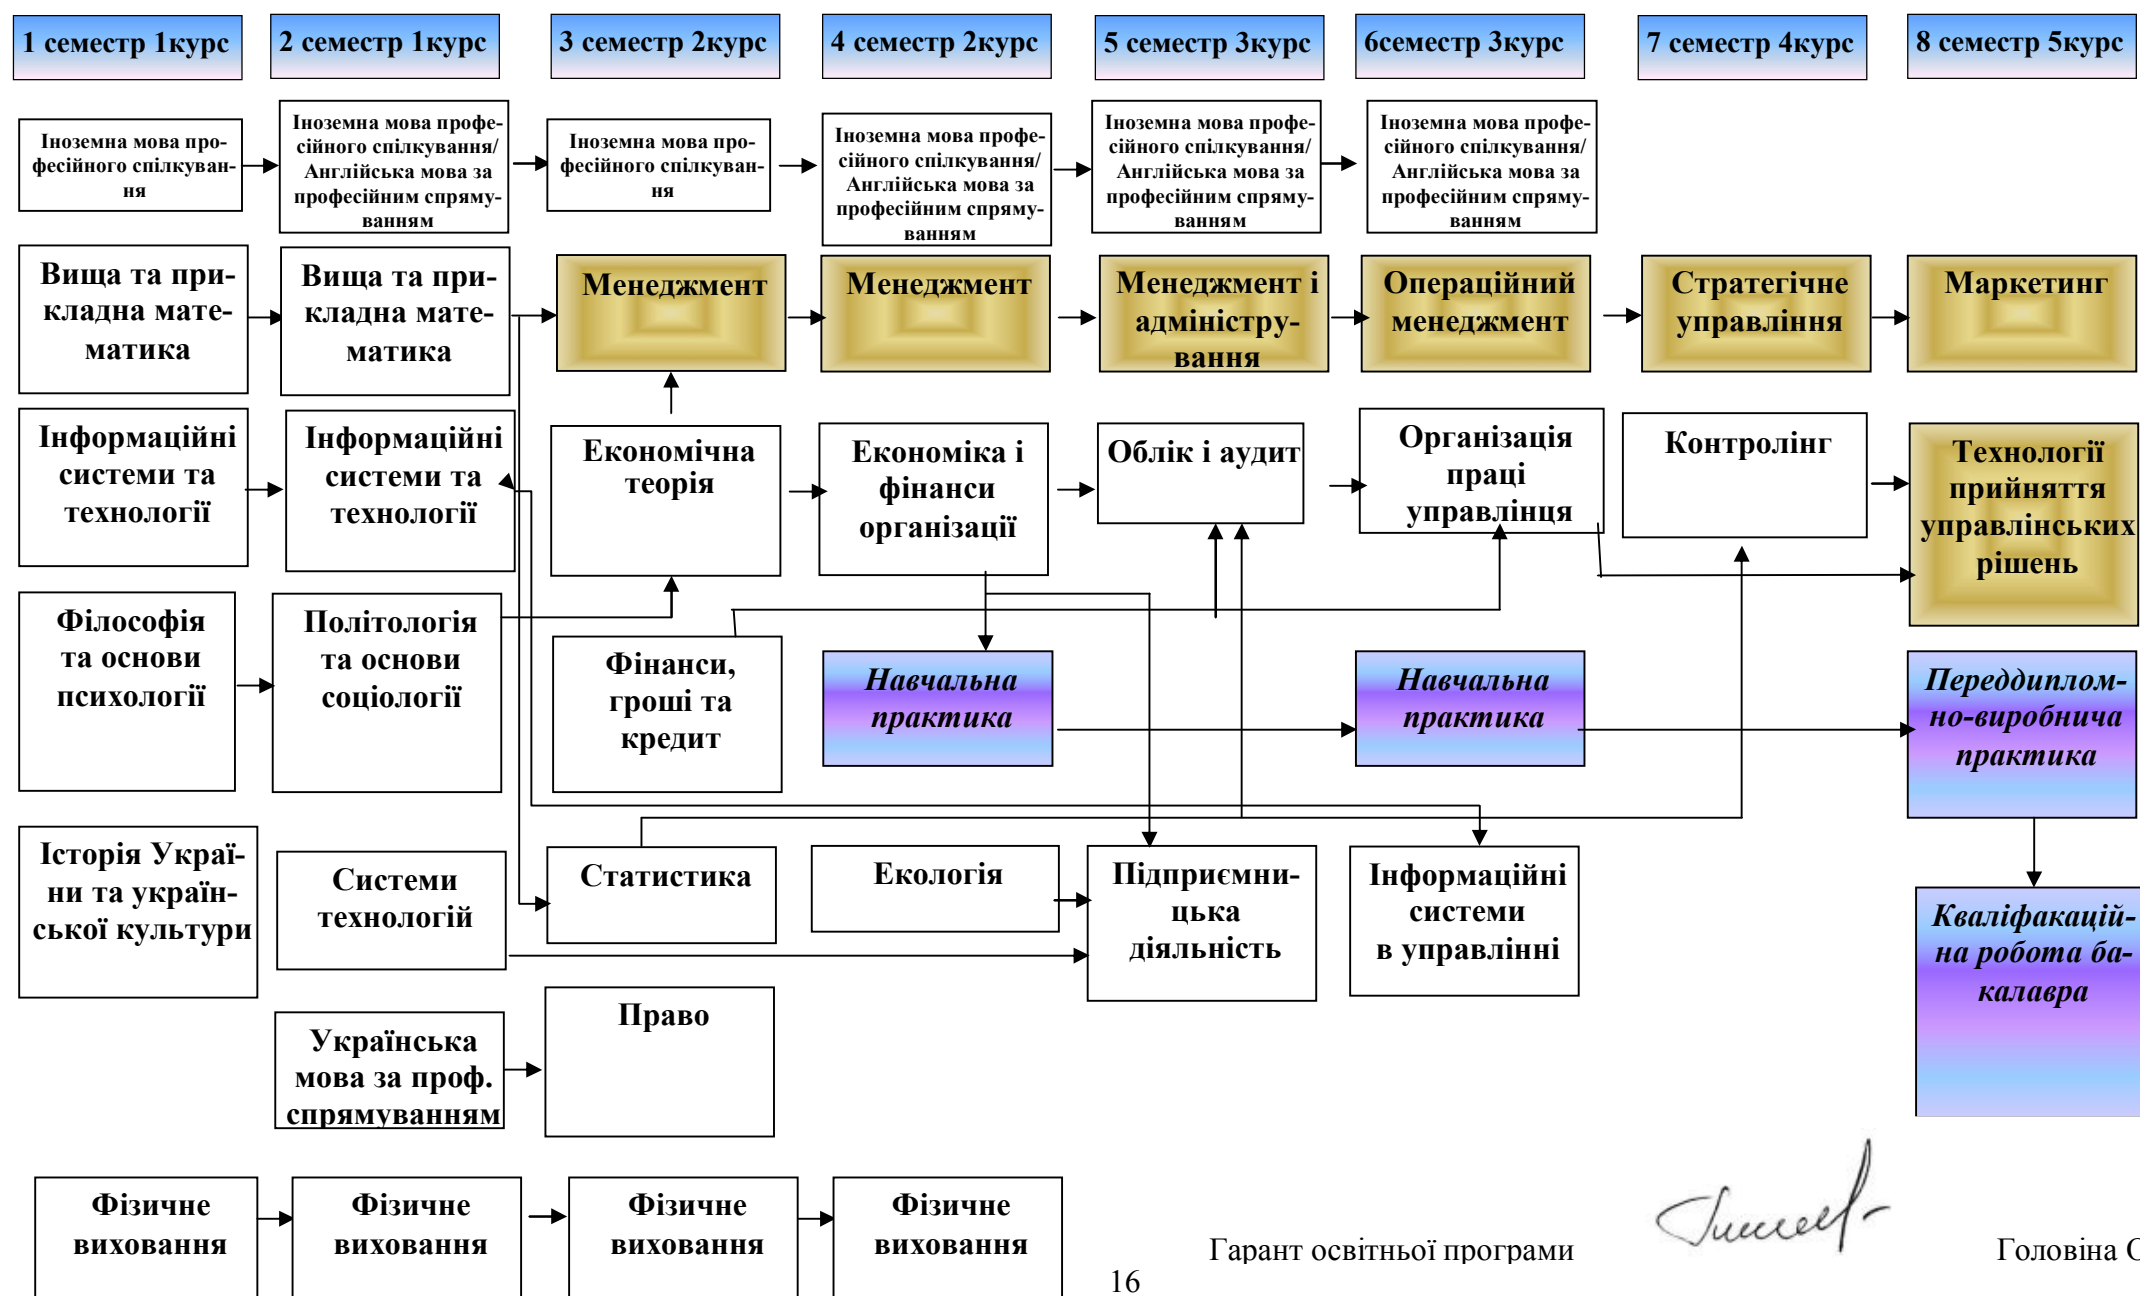 1 семестр 1курс
2 семестр 1курс
3 семестр 2курс
4 семестр 2курс
5 семестр 3курс
6семестр 3курс
7 семестр 4курс
8 семестр 5курс
Іноземна мова про-
фесійного спілкуван-
ня
Іноземна мова профе-
сійного спілкування/
Англійська мова за
професійним спряму-
ванням
Іноземна мова про-
фесійного спілкуван-
ня
Іноземна мова профе-
сійного спілкування/
Англійська мова за
професійним спряму-
ванням
Іноземна мова профе-
сійного спілкування/
Англійська мова за
професійним спряму-
ванням
Іноземна мова профе-
сійного спілкування/
Англійська мова за
професійним спряму-
ванням
Вища та при-
кладна мате-
матика
Вища та при-
кладна мате-
матика
Менеджмент
Менеджмент
Менеджмент і
адміністру-
вання
Операційний
менеджмент
Стратегічне
управління
Маркетинг
Інформаційні
системи та
технології
Інформаційні
системи та
технології
Економічна
теорія
Економіка і
фінанси
організації
Облік і аудит
Організація
праці
управлінця
Контролінг
Технології
прийняття
управлінських
рішень
Філософія
та основи
психології
Політологія
та основи
соціології
Фінанси,
гроші та
кредит
Навчальна
практика
Навчальна
практика
Переддиплом-
но-виробнича
практика
Історія Украї-
ни та україн-
ської культури
Системи
технологій
Статистика
Екологія
Підприємни-
цька
діяльність
Інформаційні
системи
в управлінні
Кваліфакацій-
на робота ба-
калавра
Українська
мова за проф.
спрямуванням
Право
Фізичне
виховання
Фізичне
виховання
Фізичне
виховання
Фізичне
виховання
Гарант освітньої програми
Головіна О
16